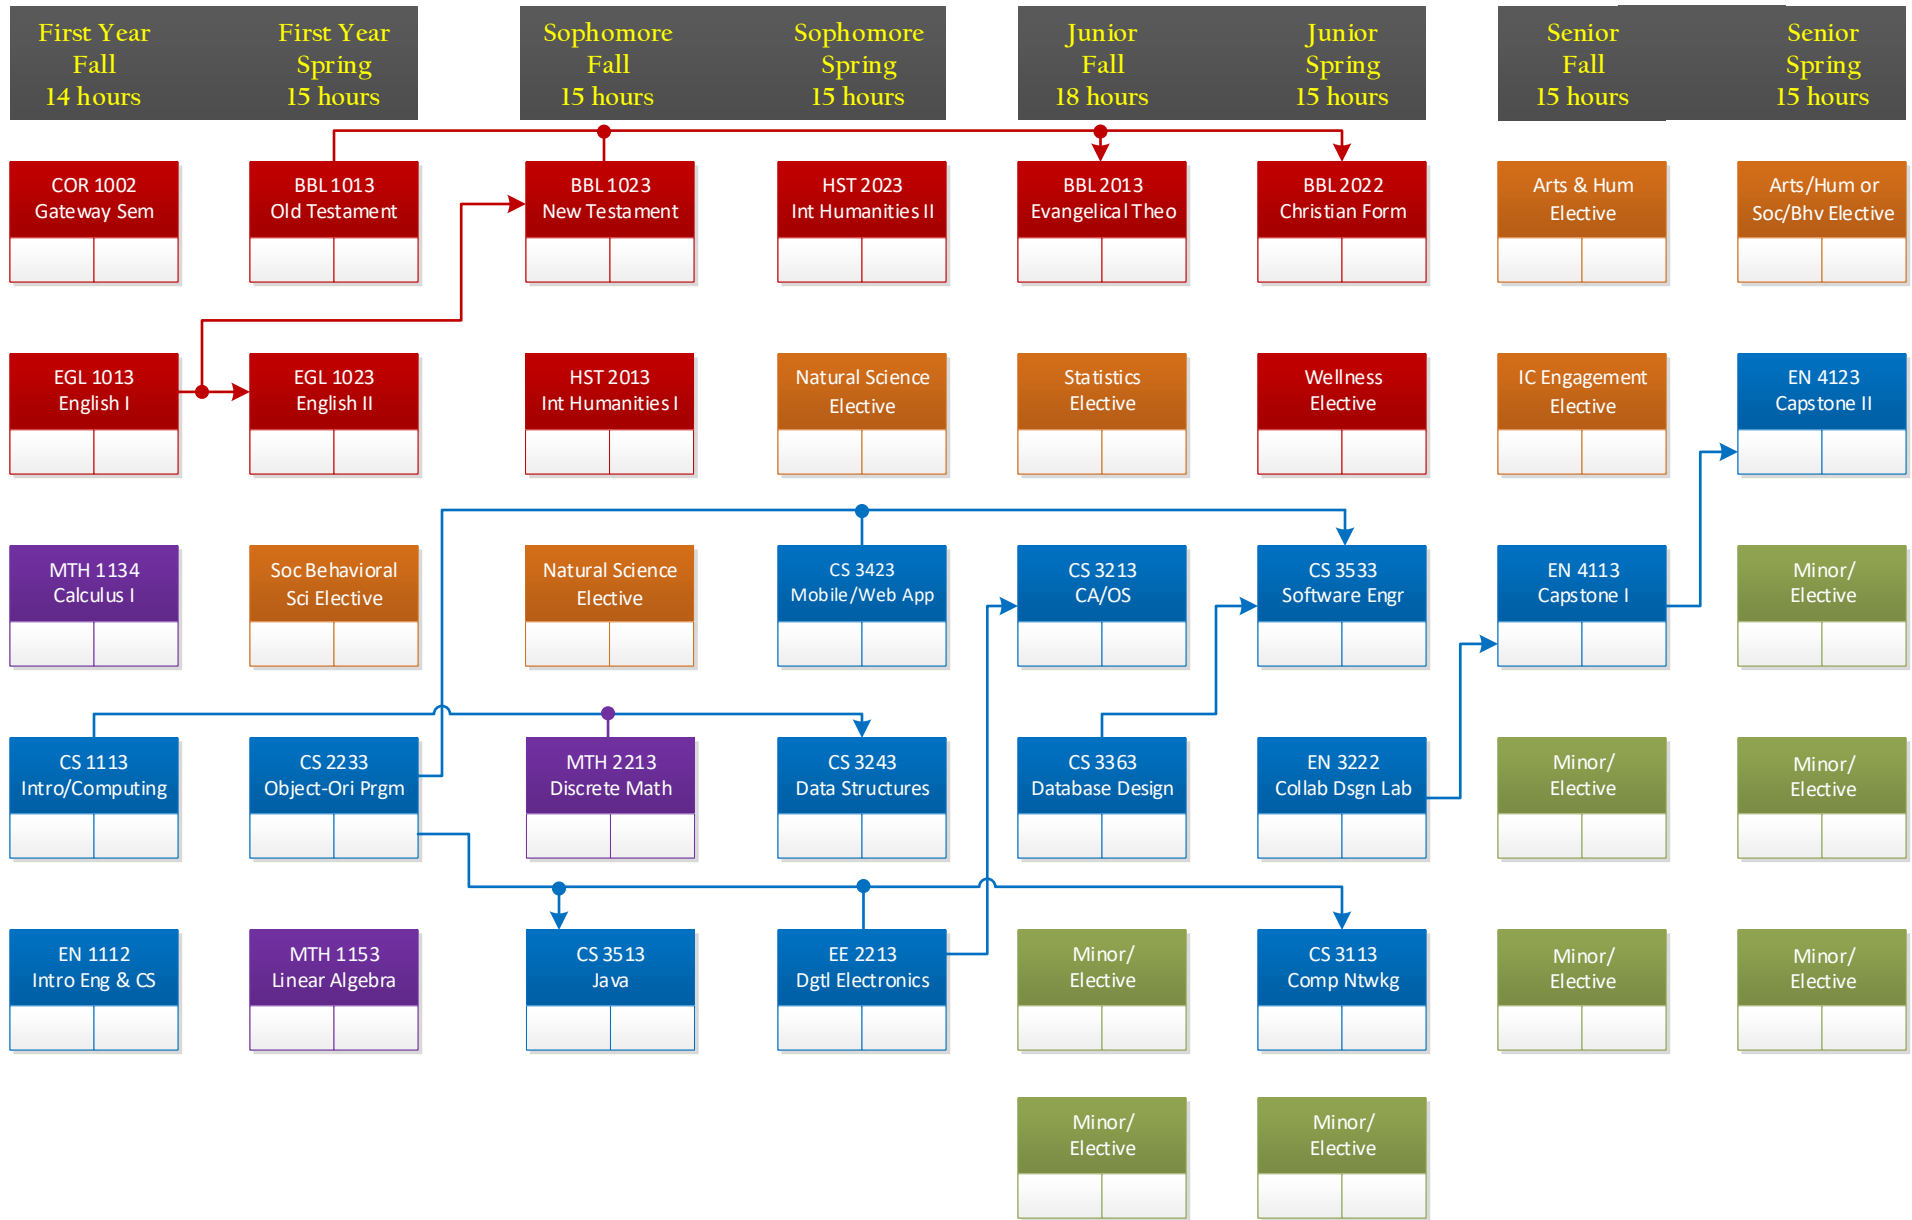 First Year
Fall
14 hours
First Year
Spring
15 hours
Sophomore
Fall
15 hours
Sophomore
Spring
15 hours
Junior
Fall
18 hours
Junior
Spring
15 hours
Senior
Fall
15 hours
Senior
Spring
15 hours
COR 1002
Gateway Sem
BBL 1013
Old Testament
BBL 1023
New Testament
HST 2023
Int Humanities II
BBL 2013
Evangelical Theo
BBL 2022
Christian Form
Arts & Hum
Elective
Arts/Hum or
Soc/Bhv Elective
EGL 1013
English I
EGL 1023
English II
HST 2013
Int Humanities I
Natural Science
Elective
Statistics
Elective
Wellness
Elective
IC Engagement
Elective
EN 4123
Capstone II
MTH 1134
Calculus I
Soc Behavioral
Sci Elective
Natural Science
Elective
CS 3423
Mobile/Web App
CS 3213
CA/OS
CS 3533
Software Engr
EN 4113
Capstone I
Minor/
Elective
CS 1113
Intro/Computing
CS 2233
Object-Ori Prgm
MTH 2213
Discrete Math
CS 3243
Data Structures
CS 3363
Database Design
EN 3222
Collab Dsgn Lab
Minor/
Elective
Minor/
Elective
EN 1112
Intro Eng & CS
MTH 1153
Linear Algebra
CS 3513
Java
EE 2213
Dgtl Electronics
Minor/
Elective
CS 3113
Comp Ntwkg
Minor/
Elective
Minor/
Elective
Minor/
Elective
Minor/
Elective